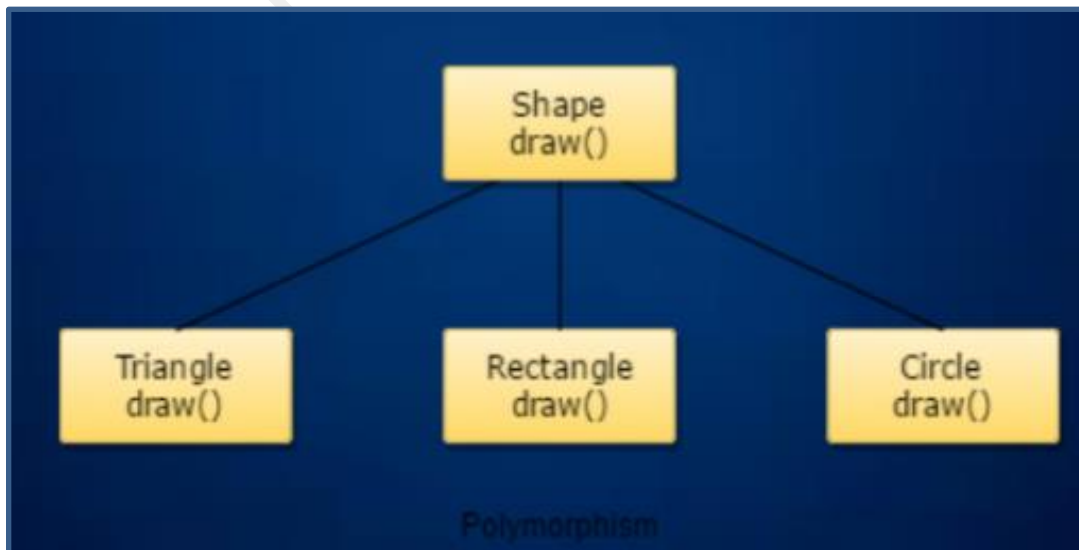 Shape
draw()
Triangle
draw()
Rectangle
draw()
Circle
draw()
Polymorphism